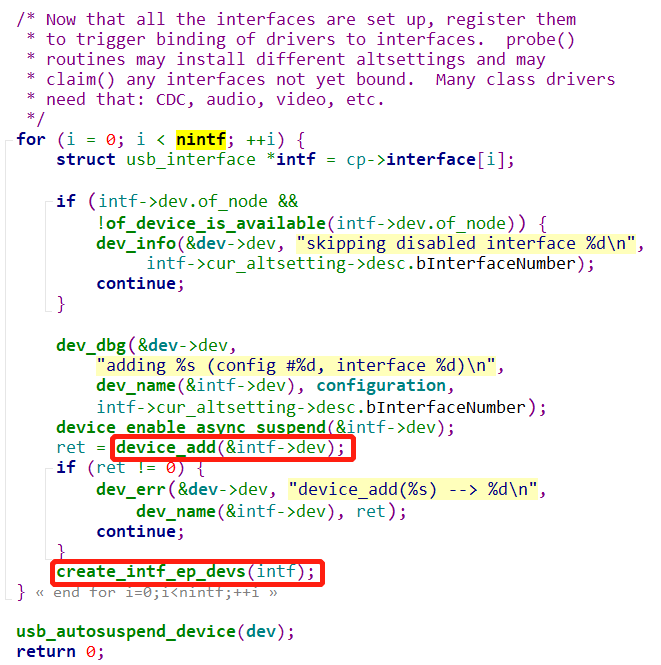 /* Now that all the interfaces are set up, register them
 * to trigger binding of drivers to interfaces.  probe()
 * routines may install different altsettings and may
 * claim() any interfaces not yet bound.  Many class drivers
 * need that: CDC, audio, video, etc.
 */
for (i = 0; i < nintf; ++i) {
    struct usb_interface *intf = cp->interface[i];

    if (intf->dev.of_node &&
        !of_device_is_available(intf->dev.of_node)) {
        dev_info(&dev->dev, "skipping disabled interface %d\n",
             intf->cur_altsetting->desc.bInterfaceNumber);
        continue;
    }

    dev_dbg(&dev->dev,
        "adding %s (config #%d, interface %d)\n",
        dev_name(&intf->dev), configuration,
        intf->cur_altsetting->desc.bInterfaceNumber);
    device_enable_async_suspend(&intf->dev);
    ret = device_add(&intf->dev);
    if (ret != 0) {
        dev_err(&dev->dev, "device_add(%s) --> %d\n",
            dev_name(&intf->dev), ret);
        continue;
    }
    create_intf_ep_devs(intf);
} « end for i=0;i<nintf;++i »

usb_autosuspend_device(dev);
return 0;